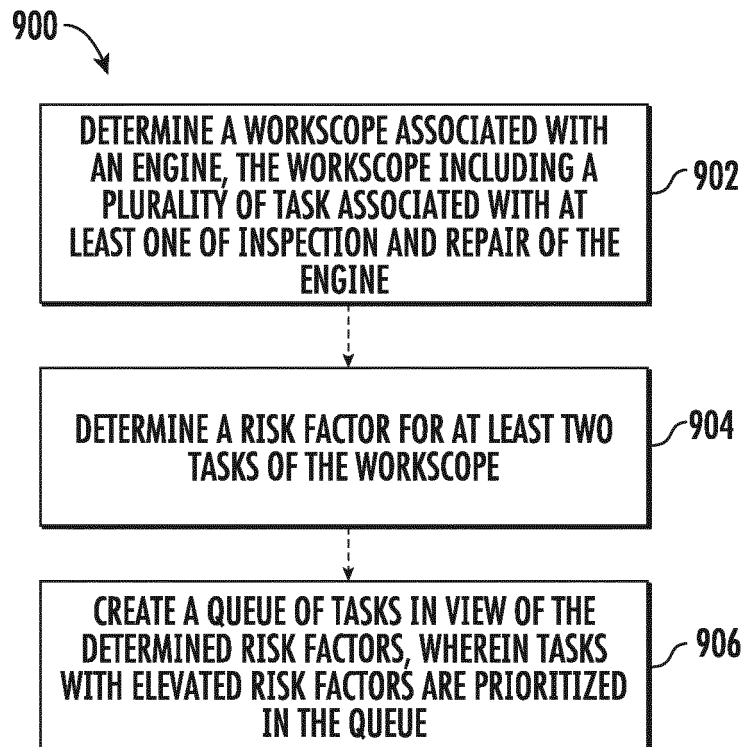 900
DETERMINE A WORKSCOPE ASSOCIATED WITH
AN ENGINE, THE WORKSCOPE INCLUDING A
PLURALITY OF TASK ASSOCIATED WITH AT
LEAST ONE OF INSPECTION AND REPAIR OF THE
ENGINE
902
DETERMINE A RISK FACTOR FOR AT LEAST TWO
TASKS OF THE WORKSCOPE
904
CREATE A QUEUE OF TASKS IN VIEW OF THE
DETERMINED RISK FACTORS, WHEREIN TASKS
WITH ELEVATED RISK FACTORS ARE PRIORITIZED
IN THE QUEUE
906